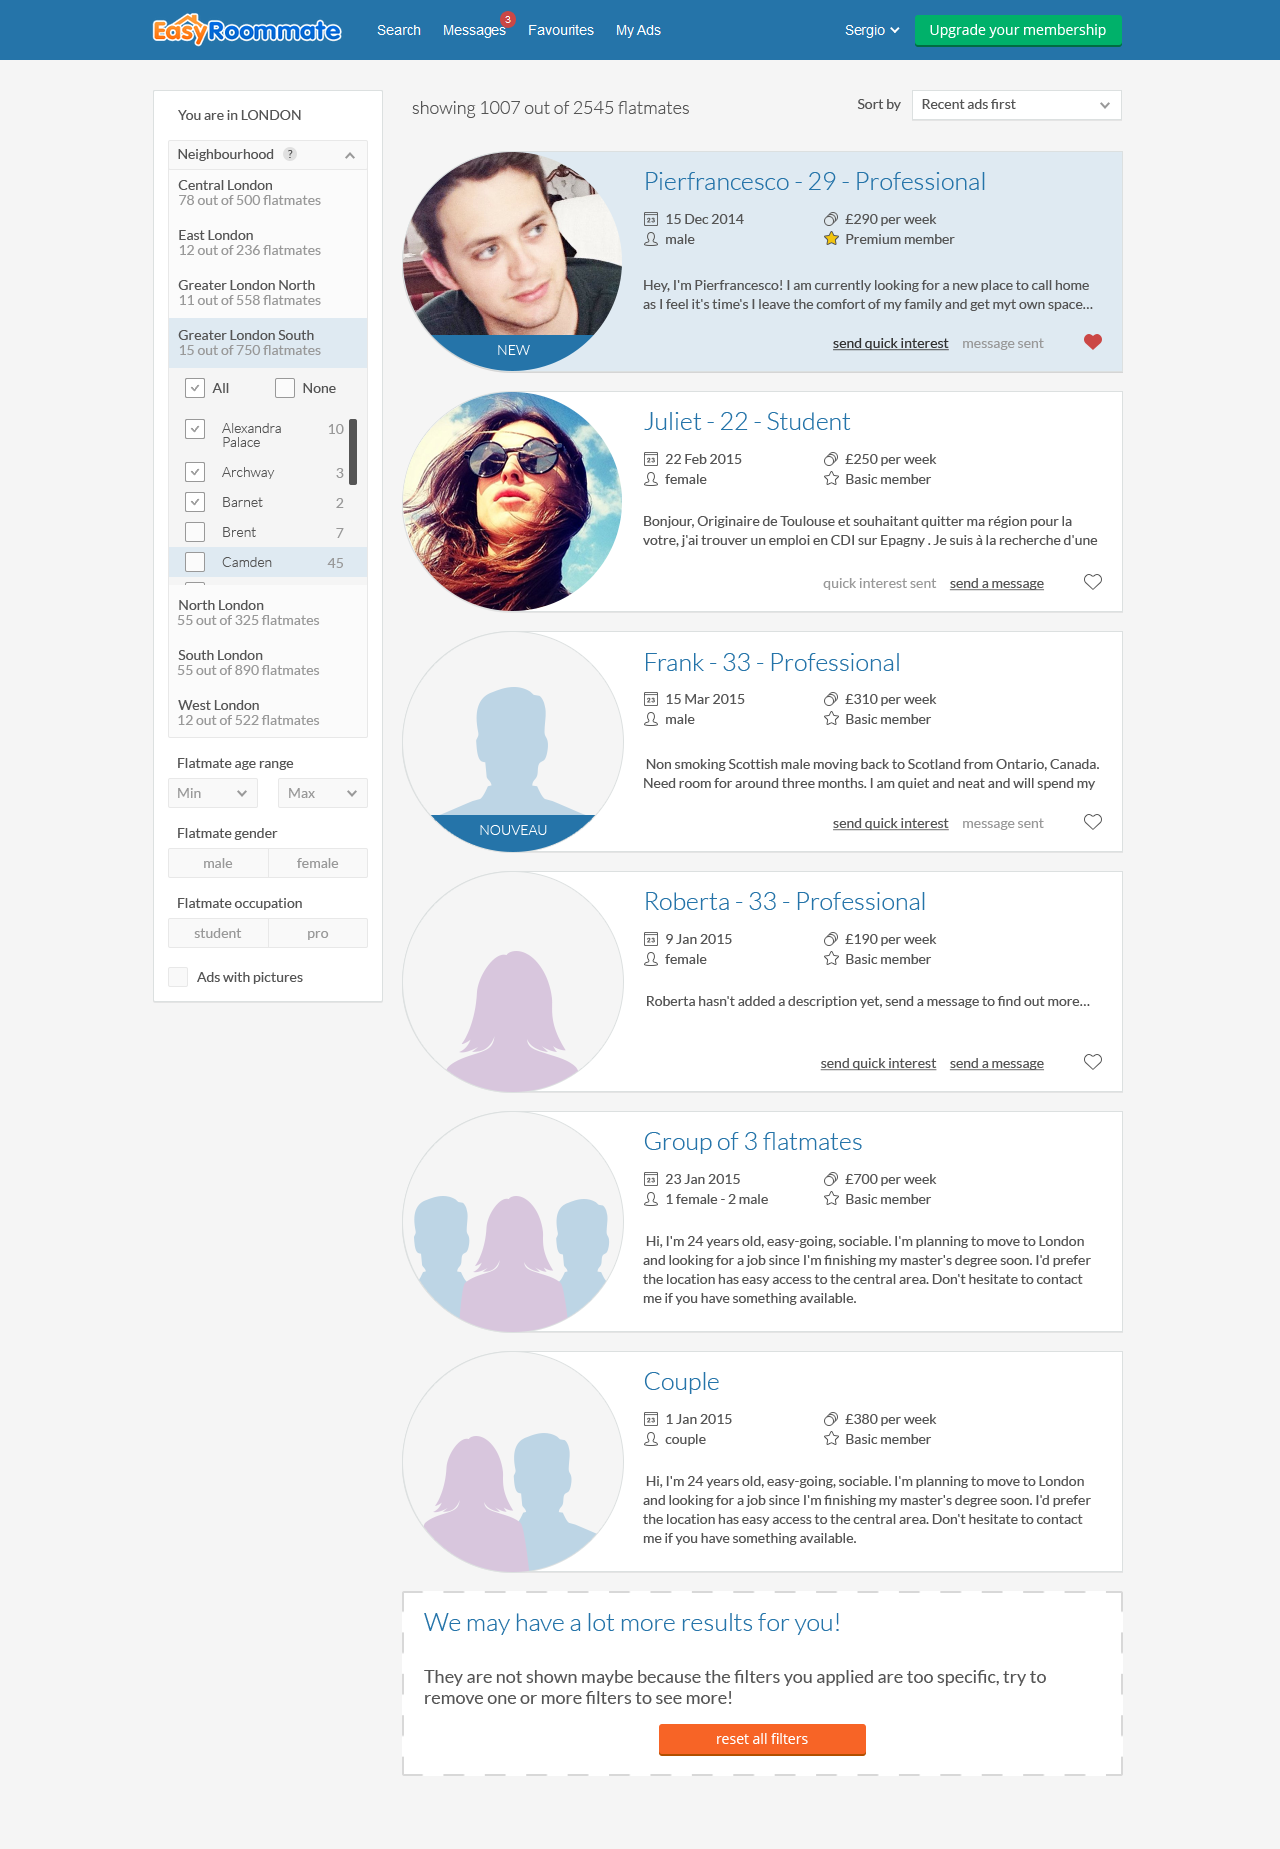 EasyRoommate
Search
Messages
3
Favourites
My Ads
Sergio
Upgrade your membership
You are in LONDON
Neighbourhood ?
Central London
78 out of 500 flatmates
East London
12 out of 236 flatmates
Greater London North
11 out of 558 flatmates
Greater London South
15 out of 750 flatmates
All
None
Alexandra
Palace
10
Archway 3
Barnet 2
Brent 7
Camden 45
North London
55 out of 325 flatmates
South London
55 out of 890 flatmates
West London
12 out of 522 flatmates
Flatmate age range
Min
Max
Flatmate gender
male
female
Flatmate occupation
student
pro
Ads with pictures
showing 1007 out of 2545 flatmates
Sort by
Recent ads first
NEW
Pierfrancesco - 29 - Professional
23 15 Dec 2014
£290 per week
male
Premium member
Hey, I'm Pierfrancesco! I am currently looking for a new place to call home
as I feel it's time's I leave the comfort of my family and get myt own space...
send quick interest
message sent
Juliet - 22 - Student
23 22 Feb 2015
£250 per week
female
Basic member
Bonjour, Originaire de Toulouse et souhaitant quitter ma région pour la
votre, j'ai trouver un emploi en CDI sur Epagny . Je suis à la recherche d'une
quick interest sent
send a message
NOUVEAU
Frank - 33 - Professional
23 15 Mar 2015
£310 per week
male
Basic member
Non smoking Scottish male moving back to Scotland from Ontario, Canada.
Need room for around three months. I am quiet and neat and will spend my
send quick interest
message sent
Roberta - 33 - Professional
23 9 Jan 2015
£190 per week
female
Basic member
Roberta hasn't added a description yet, send a message to find out more...
send quick interest
send a message
Group of 3 flatmates
23 23 Jan 2015
£700 per week
1 female - 2 male
Basic member
Hi, I'm 24 years old, easy-going, sociable. I'm planning to move to London
and looking for a job since I'm finishing my master's degree soon. I'd prefer
the location has easy access to the central area. Don't hesitate to contact
me if you have something available.
Couple
23 1 Jan 2015
£380 per week
couple
Basic member
Hi, I'm 24 years old, easy-going, sociable. I'm planning to move to London
and looking for a job since I'm finishing my master's degree soon. I'd prefer
the location has easy access to the central area. Don't hesitate to contact
me if you have something available.
We may have a lot more results for you!
They are not shown maybe because the filters you applied are too specific, try to
remove one or more filters to see more!
reset all filters